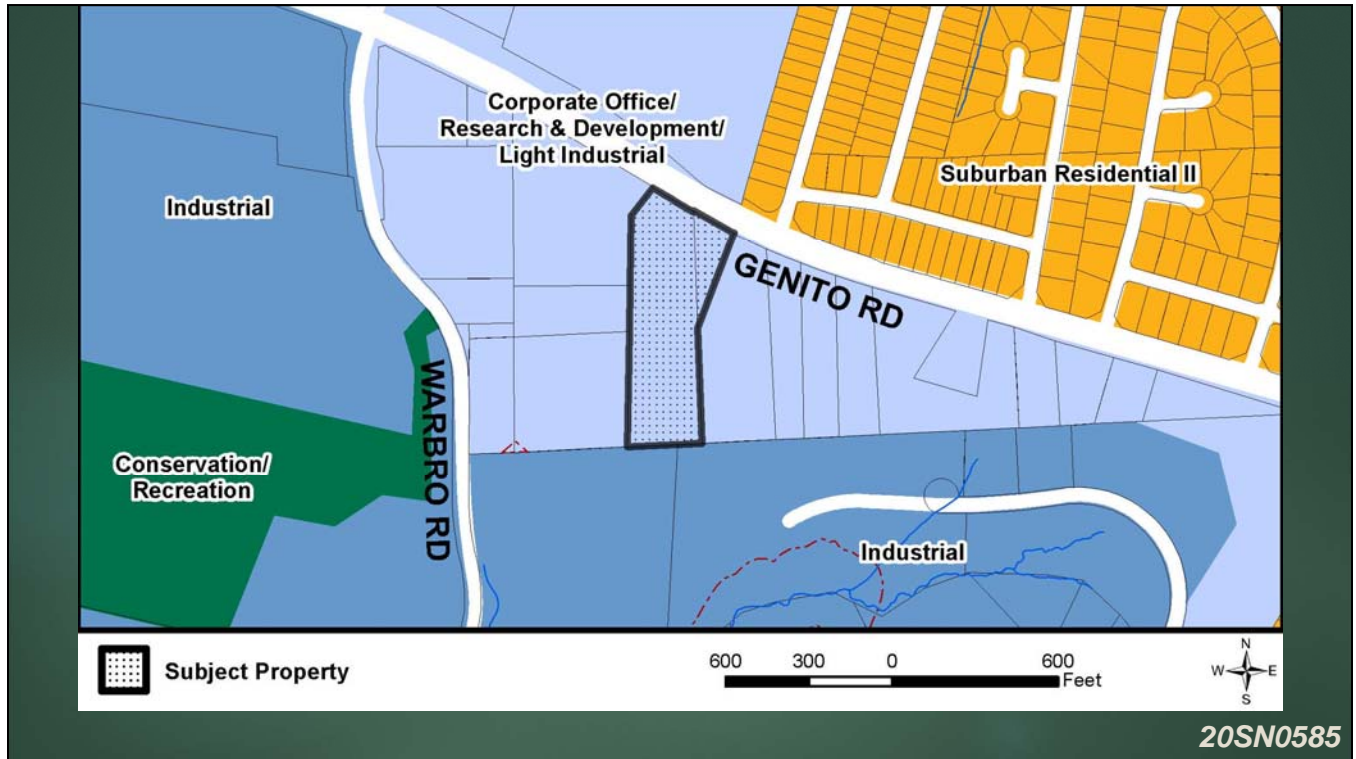 Corporate Office/
Research & Development/
Light Industrial
Suburban Residential II
Industrial
GENITO RD
WARBRO RD
Conservation/
Recreation
Industrial
Subject Property
600 300 0 600
Feet
N
W E
S
20SN0585